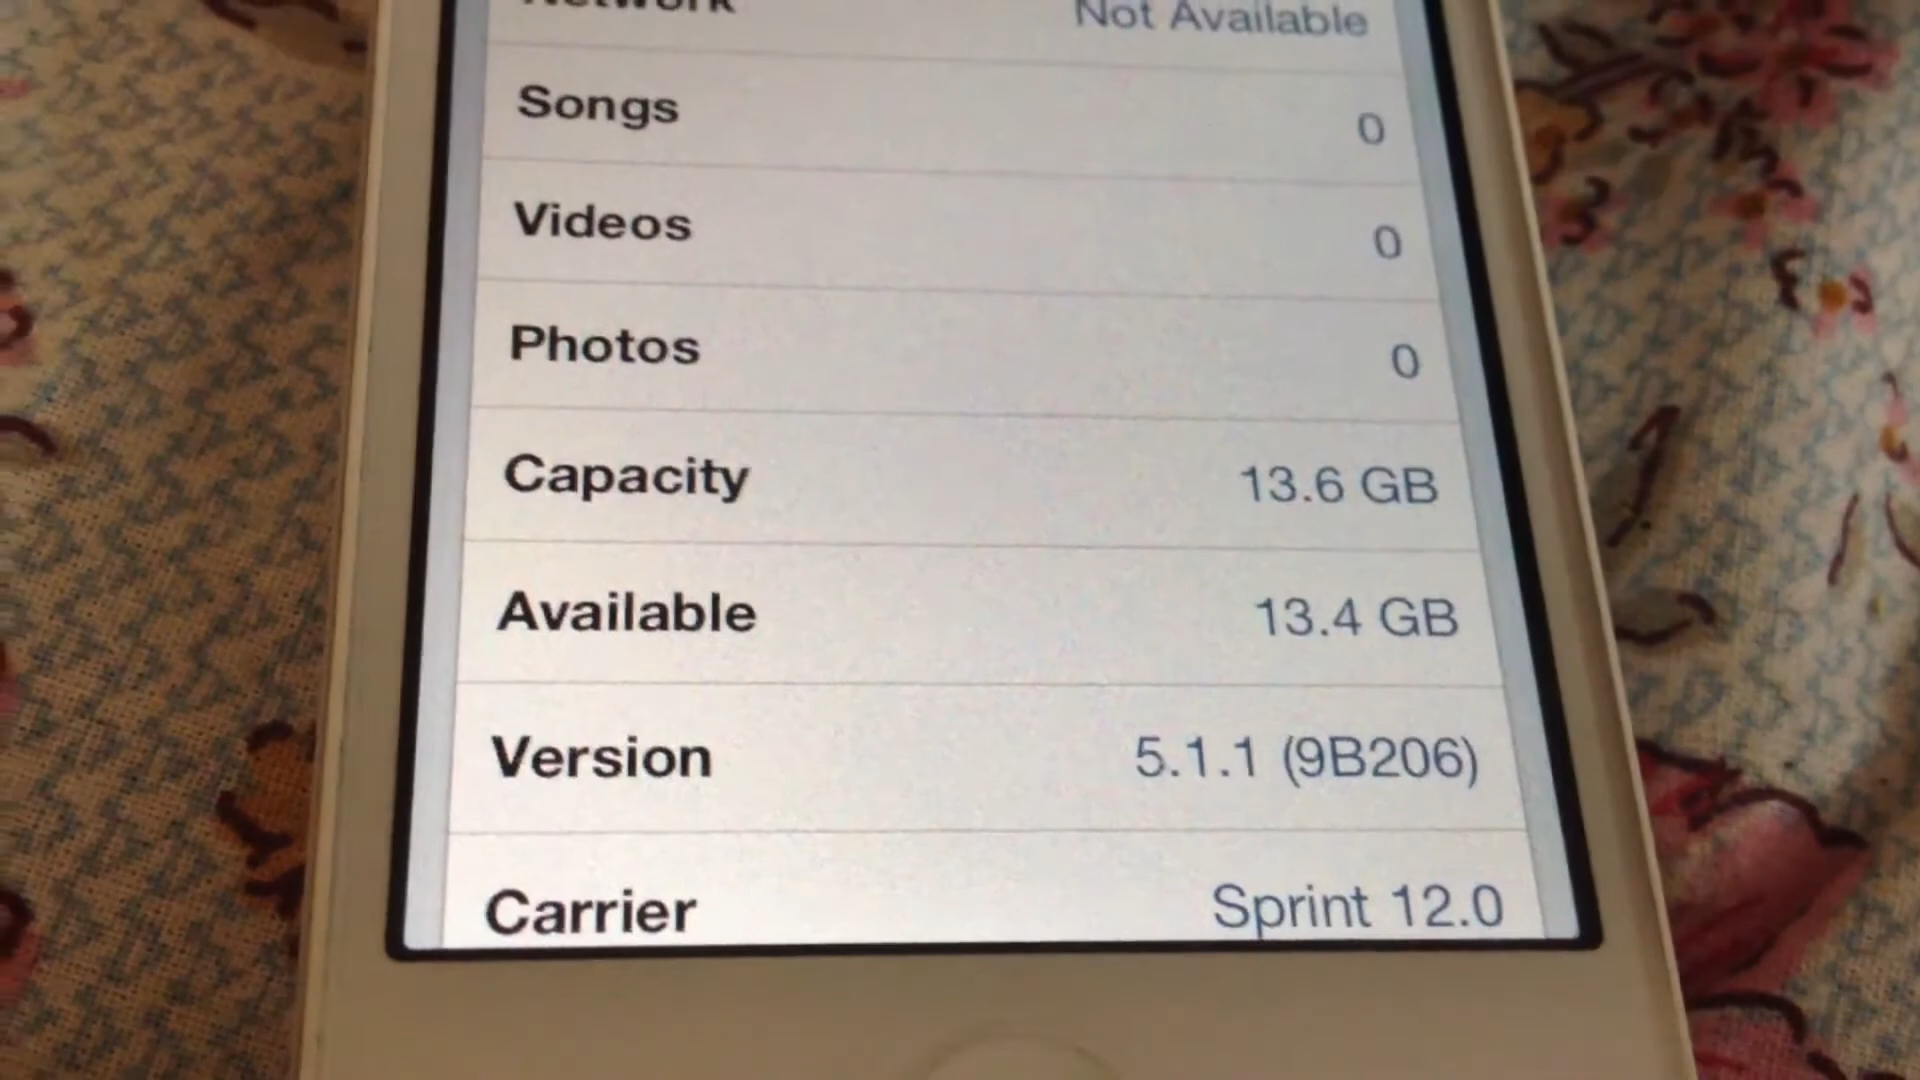 Network Not Available
Songs 0
Videos 0
Photos 0
Capacity 13.6 GB
Available 13.4 GB
Version 5.1.1 (9B206)
Carrier Sprint 12.0